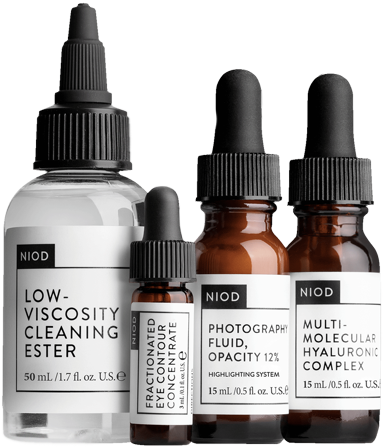 NIOD
LOW-
VISCOSITY
CLEANING
ESTER
50 mL /1.7 fl. oz. U.S.℮
FRACTIONATED
EYE CONTOUR
CONCENTRATE
NIOD
PHOTOGRAPHY
FLUID,
OPACITY 12%
HIGHLIGHTING SYSTEM
15 mL /0.5 fl. oz. U.S.℮
NIOD
MULTI-
MOLECULAR
HYALURONIC
COMPLEX
15 mL /0.5 fl. oz. U.S.℮